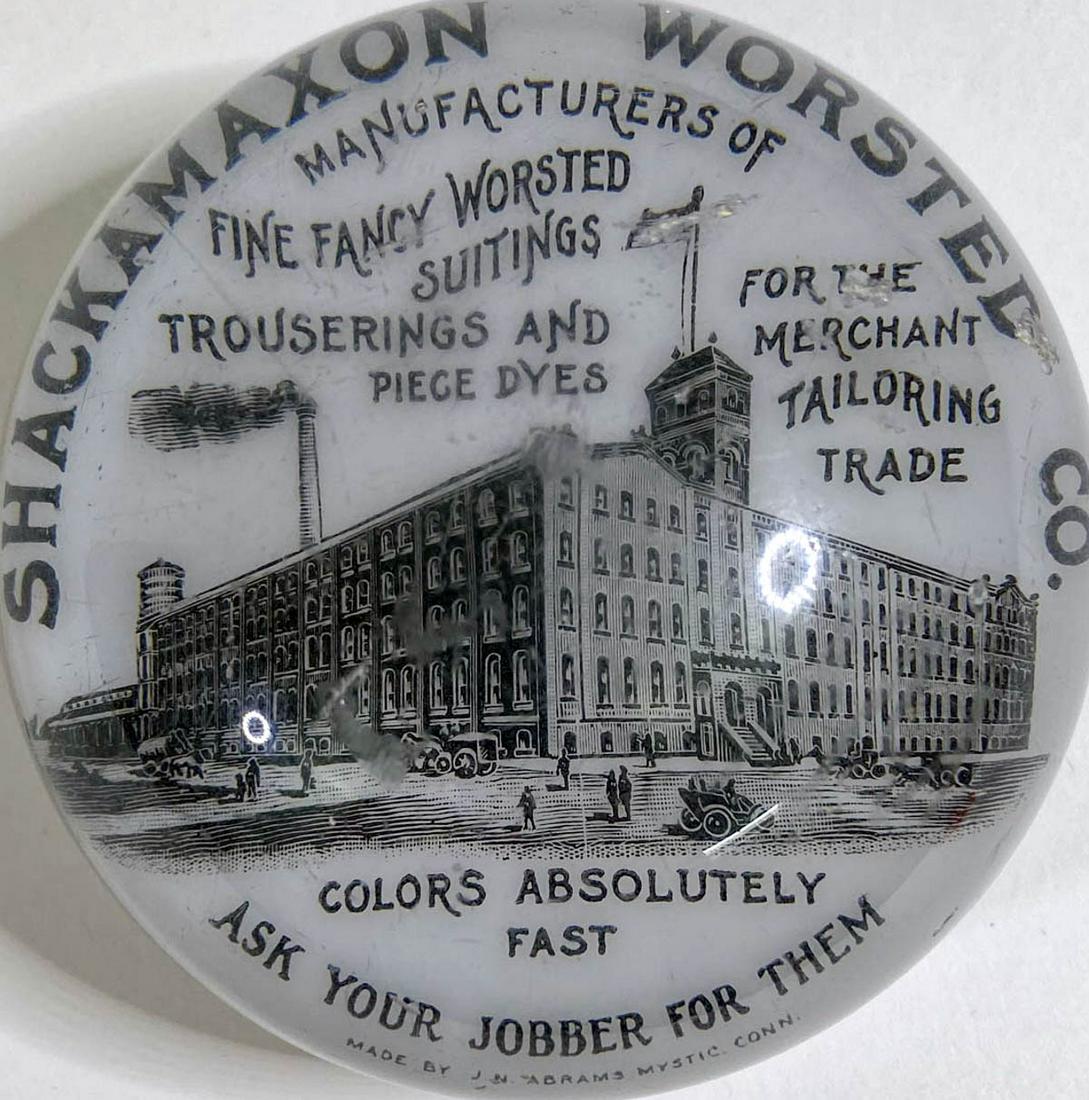 SHACKAMAXON WORSTED CO.
MANUFACTURERS OF
FINE FANCY WORSTED
SUITINGS
TROUSERINGS AND
PIECE DYES
FOR THE
MERCHANT
TAILORING
TRADE
COLORS ABSOLUTELY
FAST
ASK YOUR JOBBER FOR THEM
MADE BY J.N. ABRAMS MYSTIC. CONN.